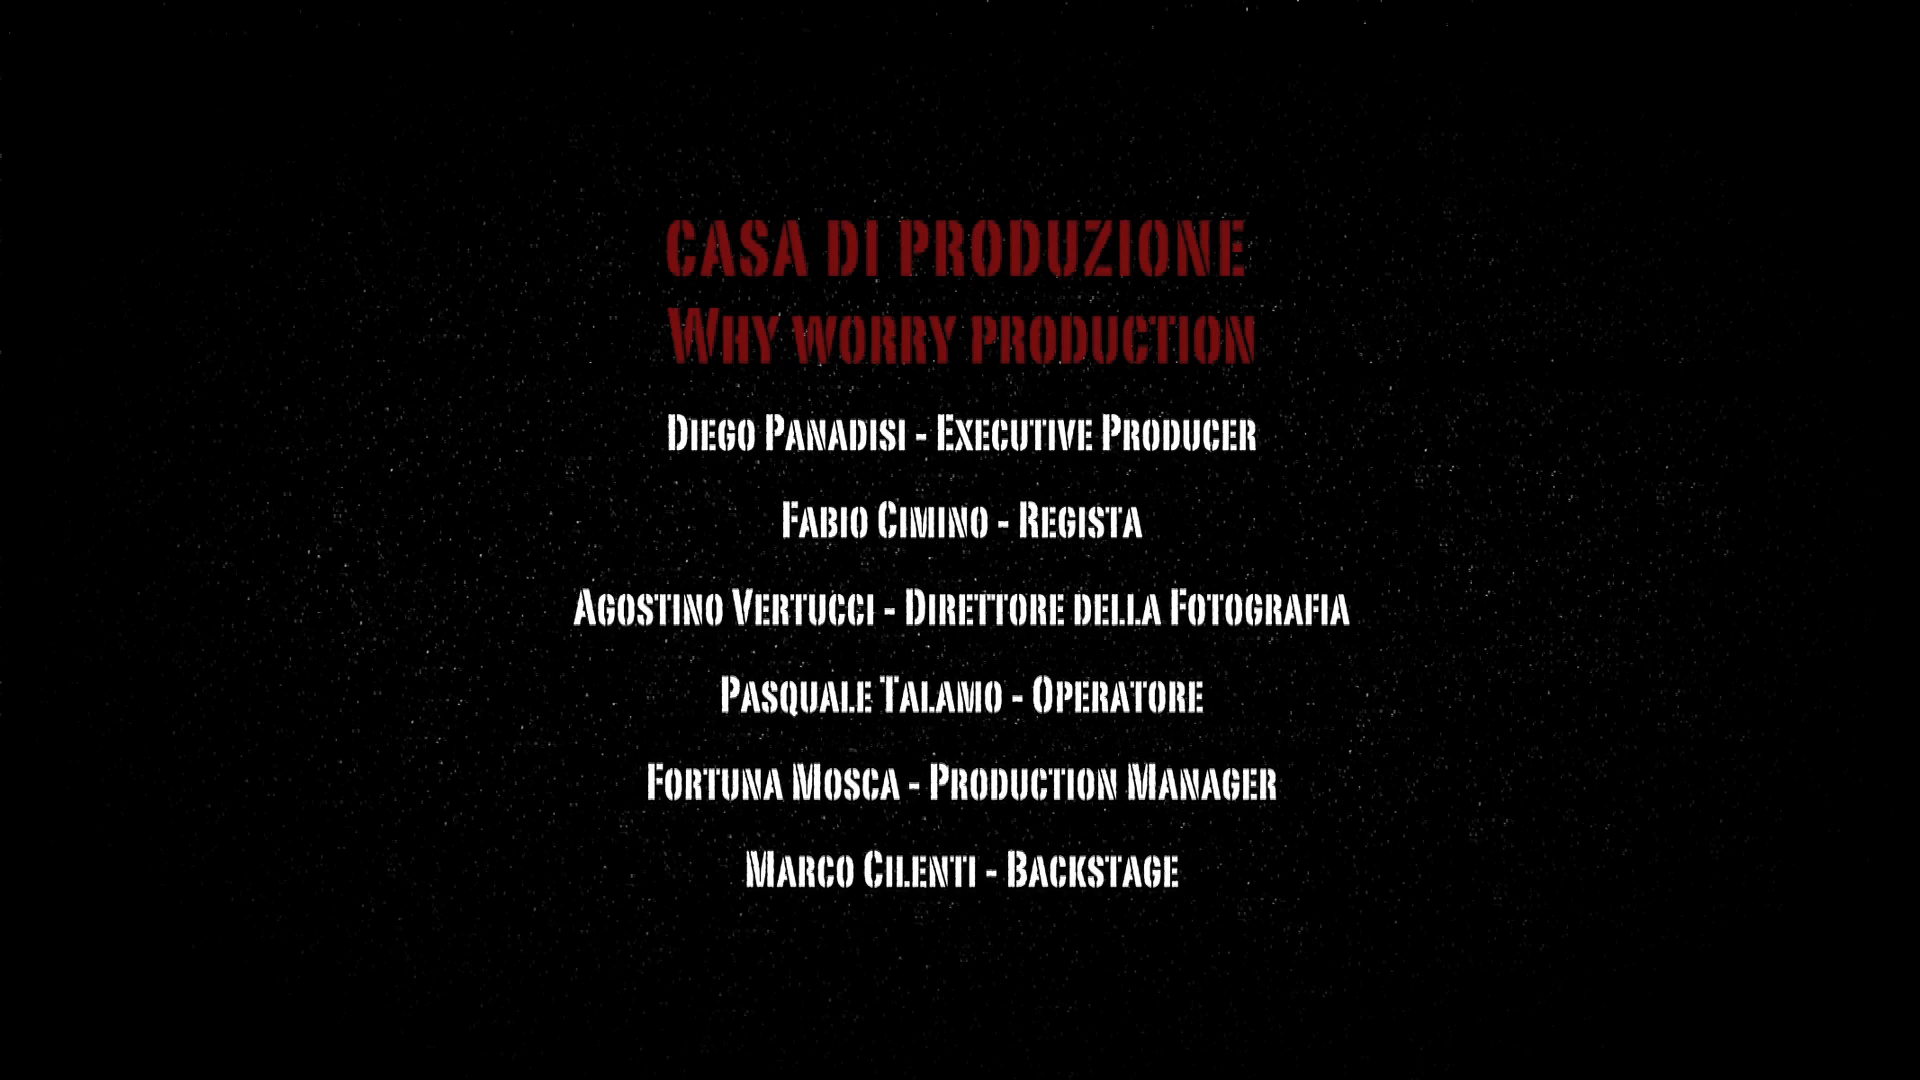 CASA DI PRODUZIONE
WHY WORRY PRODUCTION
DIEGO PANADISI - EXECUTIVE PRODUCER
FABIO CIMINO - REGISTA
AGOSTINO VERTUCCI - DIRETTORE DELLA FOTOGRAFIA
PASQUALE TALAMO - OPERATORE
FORTUNA MOSCA - PRODUCTION MANAGER
MARCO CILENTI - BACKSTAGE